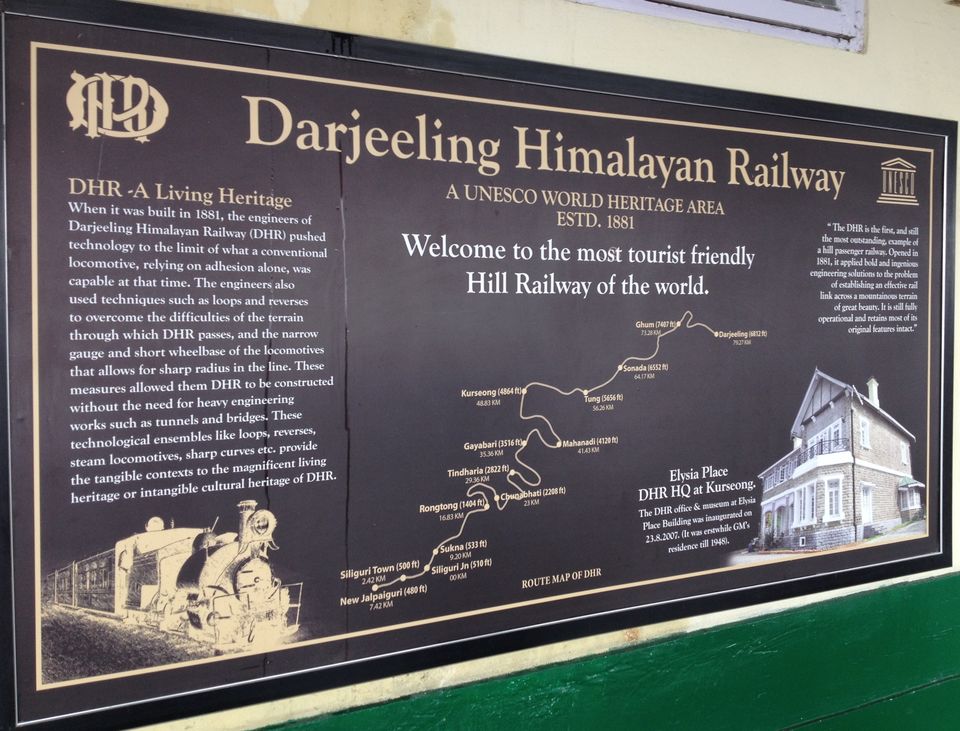 DHR
Darjeeling Himalayan Railway
A UNESCO WORLD HERITAGE AREA
ESTD. 1881
Welcome to the most tourist friendly
Hill Railway of the world.
UNESCO
DHR -A Living Heritage
When it was built in 1881, the engineers of
Darjeeling Himalayan Railway (DHR) pushed
technology to the limit of what a conventional
locomotive, relying on adhesion alone, was
capable at that time. The engineers also
used techniques such as loops and reverses
to overcome the difficulties of the terrain
through which DHR passes, and the narrow
gauge and short wheelbase of the locomotives
that allows for sharp radius in the line. These
measures allowed them DHR to be constructed
without the need for heavy engineering
works such as tunnels and bridges. These
technological ensembles like loops, reverses,
steam locomotives, sharp curves etc. provide
the tangible contexts to the magnificent living
heritage or intangible cultural heritage of DHR.
" The DHR is the first, and still
the most outstanding, example of
a hill passenger railway. Opened in
1881, it applied bold and ingenious
engineering solutions to the problem
of establishing an effective rail
link across a mountainous terrain
of great beauty. It is still fully
operational and retains most of its
original features intact."
Ghum (7407 ft)
73.28 KM
Darjeeling (6812 ft)
79.27 KM
Sonada (6552 ft)
64.17 KM
Tung (5656 ft)
56.26 KM
Kurseong (4864 ft)
48.83 KM
Mahanadi (4120 ft)
41.43 KM
Gayabari (3516 ft)
35.36 KM
Tindharia (2822 ft)
29.36 KM
Chunabhati (2208 ft)
23 KM
Rongtong (1404 ft)
16.83 KM
Sukna (533 ft)
9.20 KM
Siliguri Jn (510 ft)
00 KM
Siliguri Town (500 ft)
2.42 KM
New Jalpaiguri (480 ft)
7.42 KM
ROUTE MAP OF DHR
Elysia Place
DHR HQ at Kurseong.
The DHR office & museum at Elysia
Place Building was inaugurated on
23.8.2007. (It was erstwhile GM's
residence till 1948).